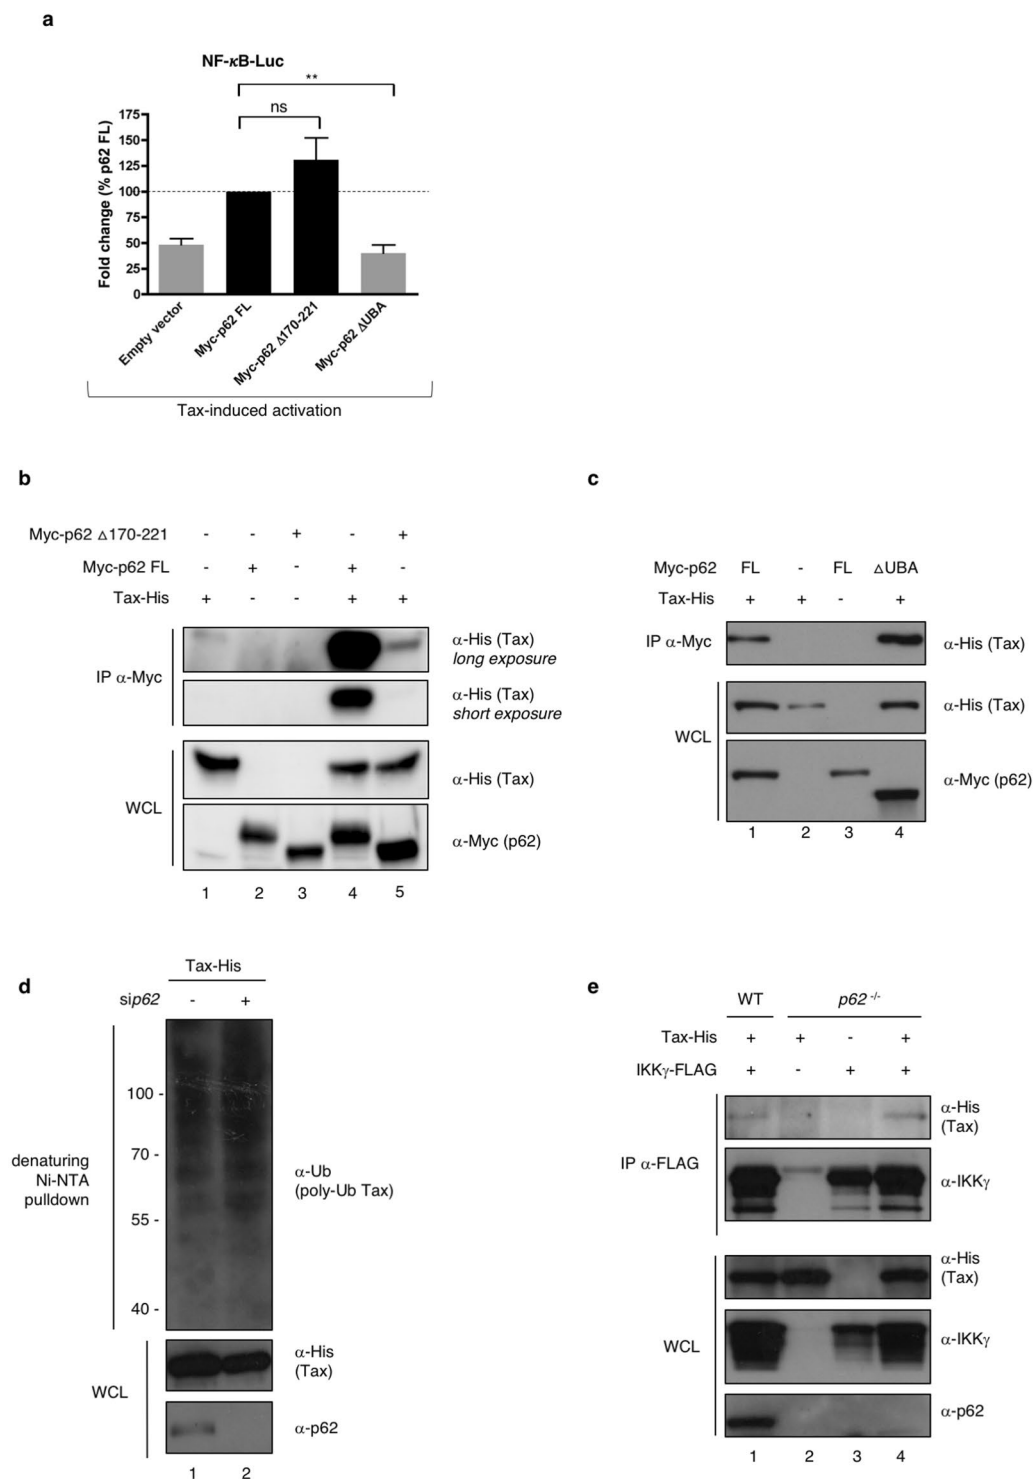 a
NF-κB-Luc
**
ns
Fold change (% p62 FL)
175
150
125
100
75
50
25
0
Empty vector
Myc-p62 FL
Myc-p62 Δ170-221
Myc-p62 ΔUBA
Tax-induced activation
b
Myc-p62 △170-221 - - + - +
Myc-p62 FL - + - + -
Tax-His + - - + +
IP α-Myc
α-His (Tax)
long exposure
α-His (Tax)
short exposure
WCL
α-His (Tax)
α-Myc (p62)
1 2 3 4 5
c
Myc-p62 FL - FL △UBA
Tax-His + + - +
IP α-Myc
α-His (Tax)
WCL
α-His (Tax)
α-Myc (p62)
1 2 3 4
d
Tax-His
sip62 - +
denaturing
Ni-NTA
pulldown
100 -
70 -
55 -
40 -
α-Ub
(poly-Ub Tax)
WCL
α-His
(Tax)
α-p62
1 2
e
WT p62 -/-
Tax-His + + - +
IKKγ-FLAG + - + +
IP α-FLAG
α-His
(Tax)
α-IKKγ
WCL
α-His
(Tax)
α-IKKγ
α-p62
1 2 3 4